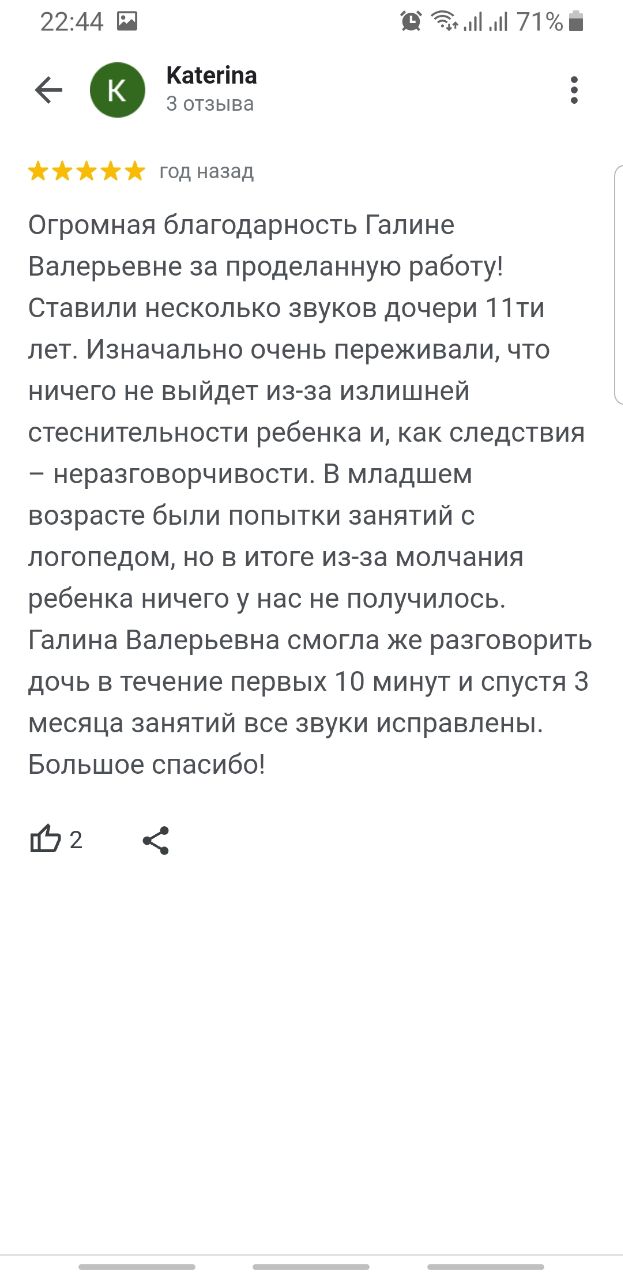 22:44
71%
K
Katerina
3 отзыва
год назад
Огромная благодарность Галине
Валерьевне за проделанную работу!
Ставили несколько звуков дочери 11ти
лет. Изначально очень переживали, что
ничего не выйдет из-за излишней
стеснительности ребенка и, как следствия
– неразговорчивости. В младшем
возрасте были попытки занятий с
логопедом, но в итоге из-за молчания
ребенка ничего у нас не получилось.
Галина Валерьевна смогла же разговорить
дочь в течение первых 10 минут и спустя 3
месяца занятий все звуки исправлены.
Большое спасибо!
2